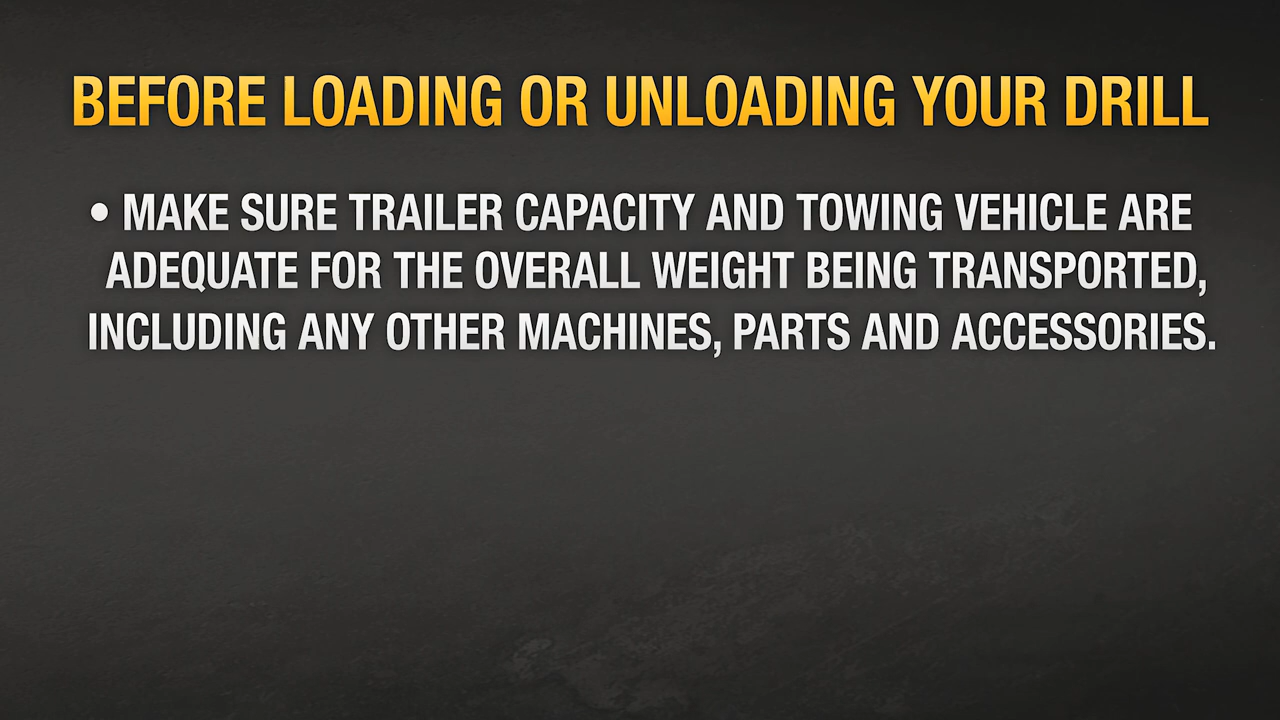 BEFORE LOADING OR UNLOADING YOUR DRILL
• MAKE SURE TRAILER CAPACITY AND TOWING VEHICLE ARE
ADEQUATE FOR THE OVERALL WEIGHT BEING TRANSPORTED,
INCLUDING ANY OTHER MACHINES, PARTS AND ACCESSORIES.